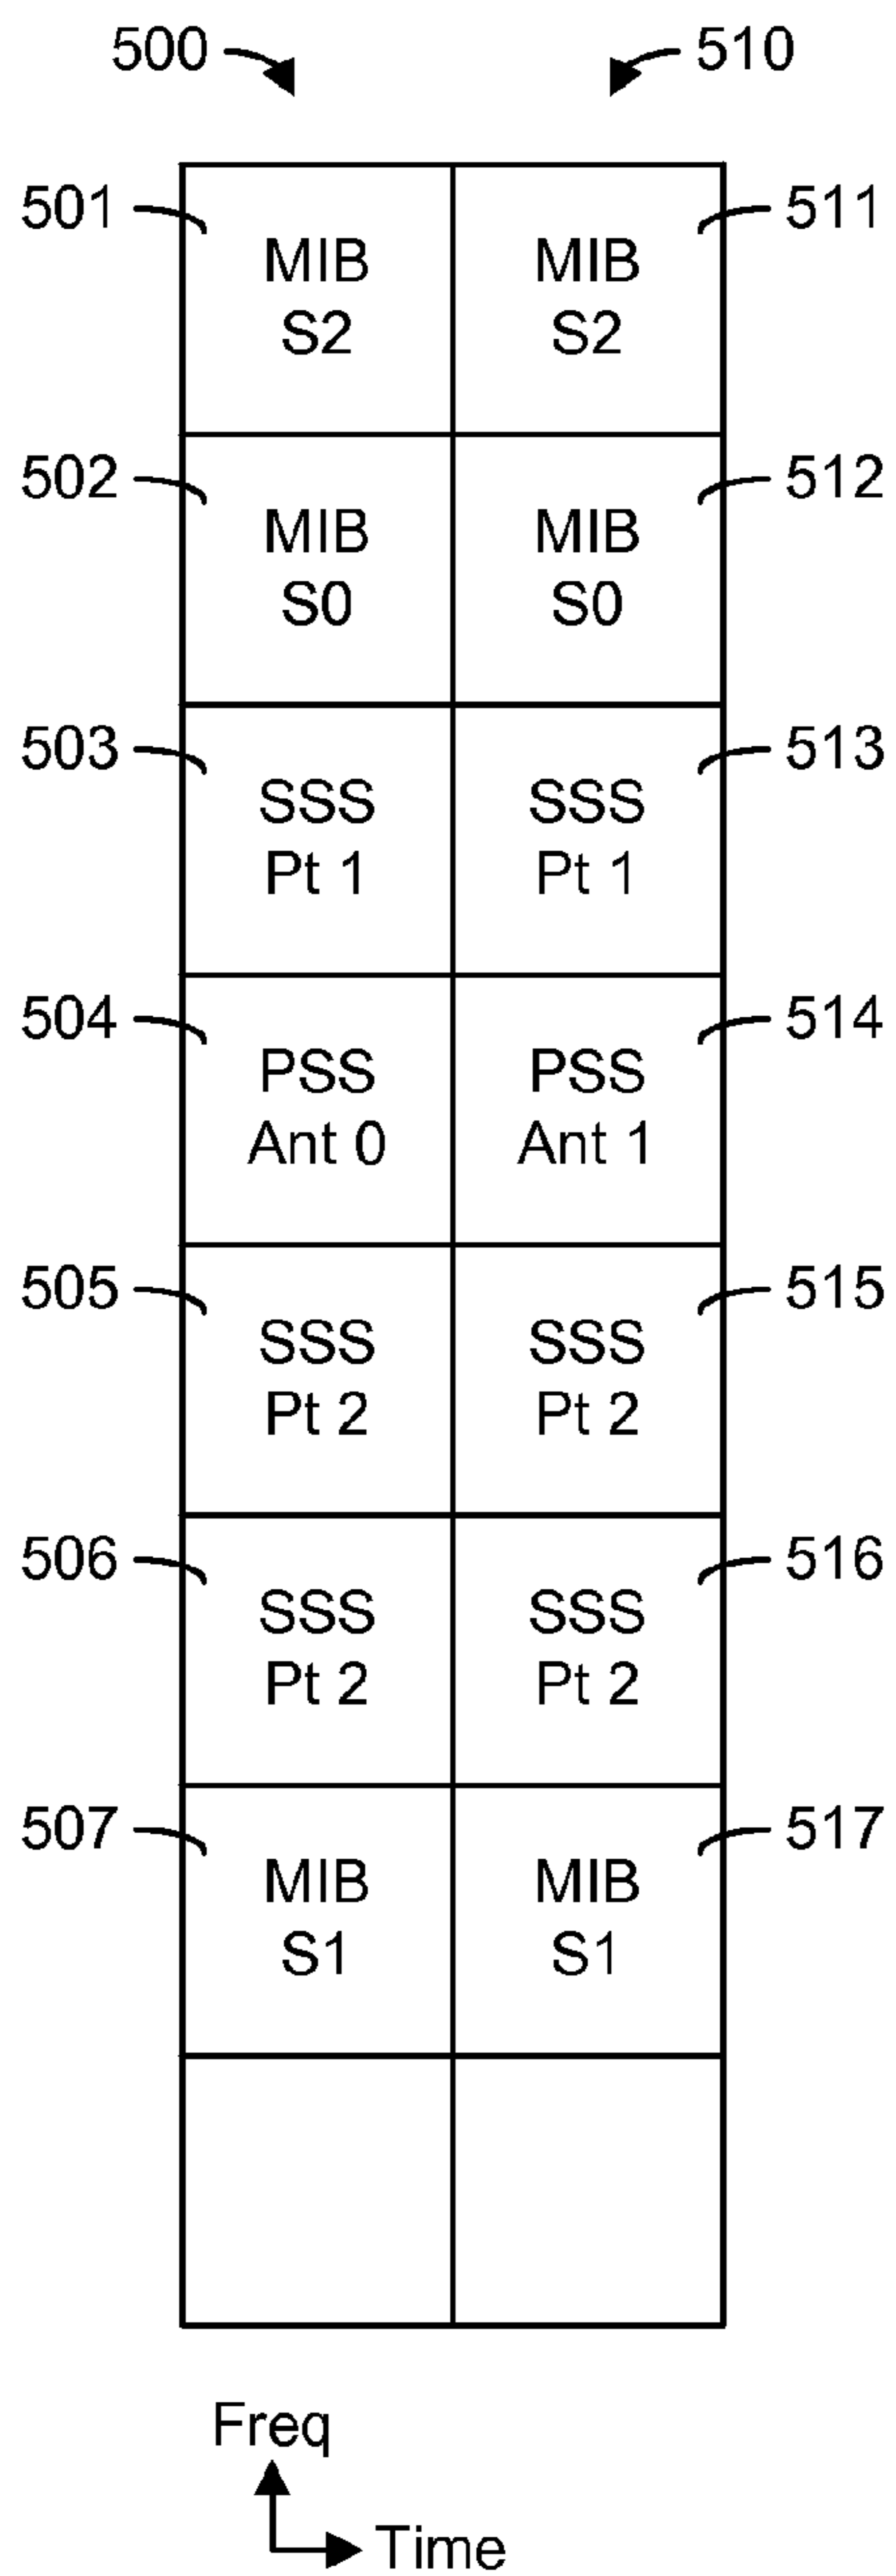 500 510
501 MIB MIB 511
S2 S2
502 MIB MIB 512
S0 S0
503 SSS SSS 513
Pt 1 Pt 1
504 PSS PSS 514
Ant 0 Ant 1
505 SSS SSS 515
Pt 2 Pt 2
506 SSS SSS 516
Pt 2 Pt 2
507 MIB MIB 517
S1 S1
Freq
Time